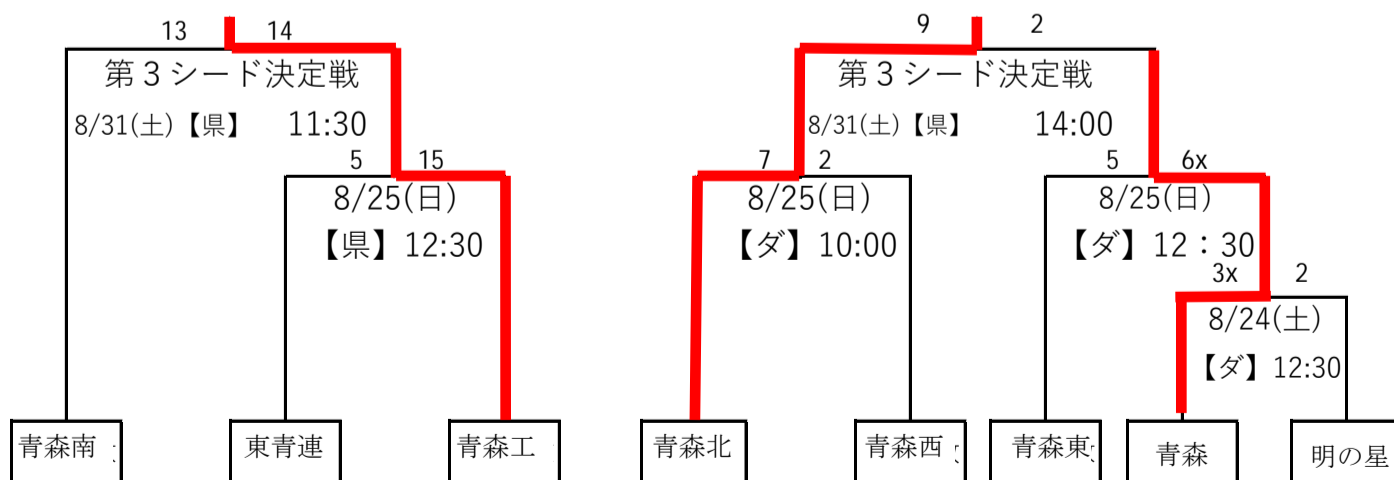 13 14
第３シード決定戦
8/31(土)【県】 11:30
5 15
8/25(日)
【県】12:30
青森南
東青連
青森工
9 2
第３シード決定戦
8/31(土)【県】 14:00
7 2
8/25(日)
【ダ】10:00
5 6x
8/25(日)
【ダ】12：30
3x 2
8/24(土)
【ダ】12:30
青森北
青森西
青森東
青森
明の星